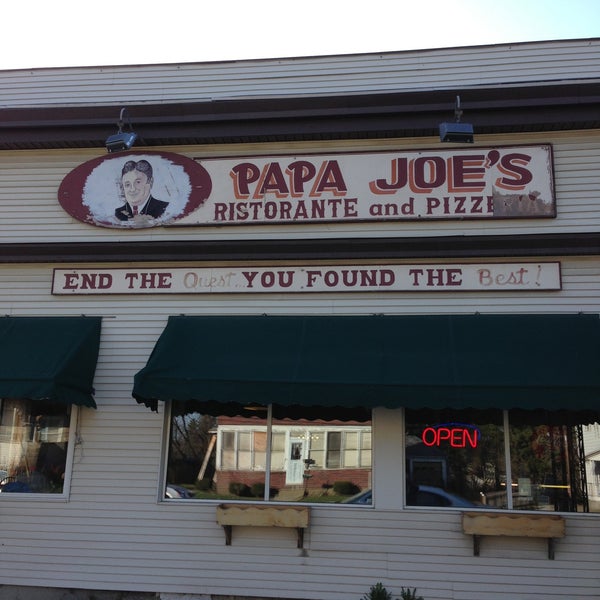 PAPA JOE'S
RISTORANTE and PIZZE
END THE Quest... YOU FOUND THE Best!
OPEN